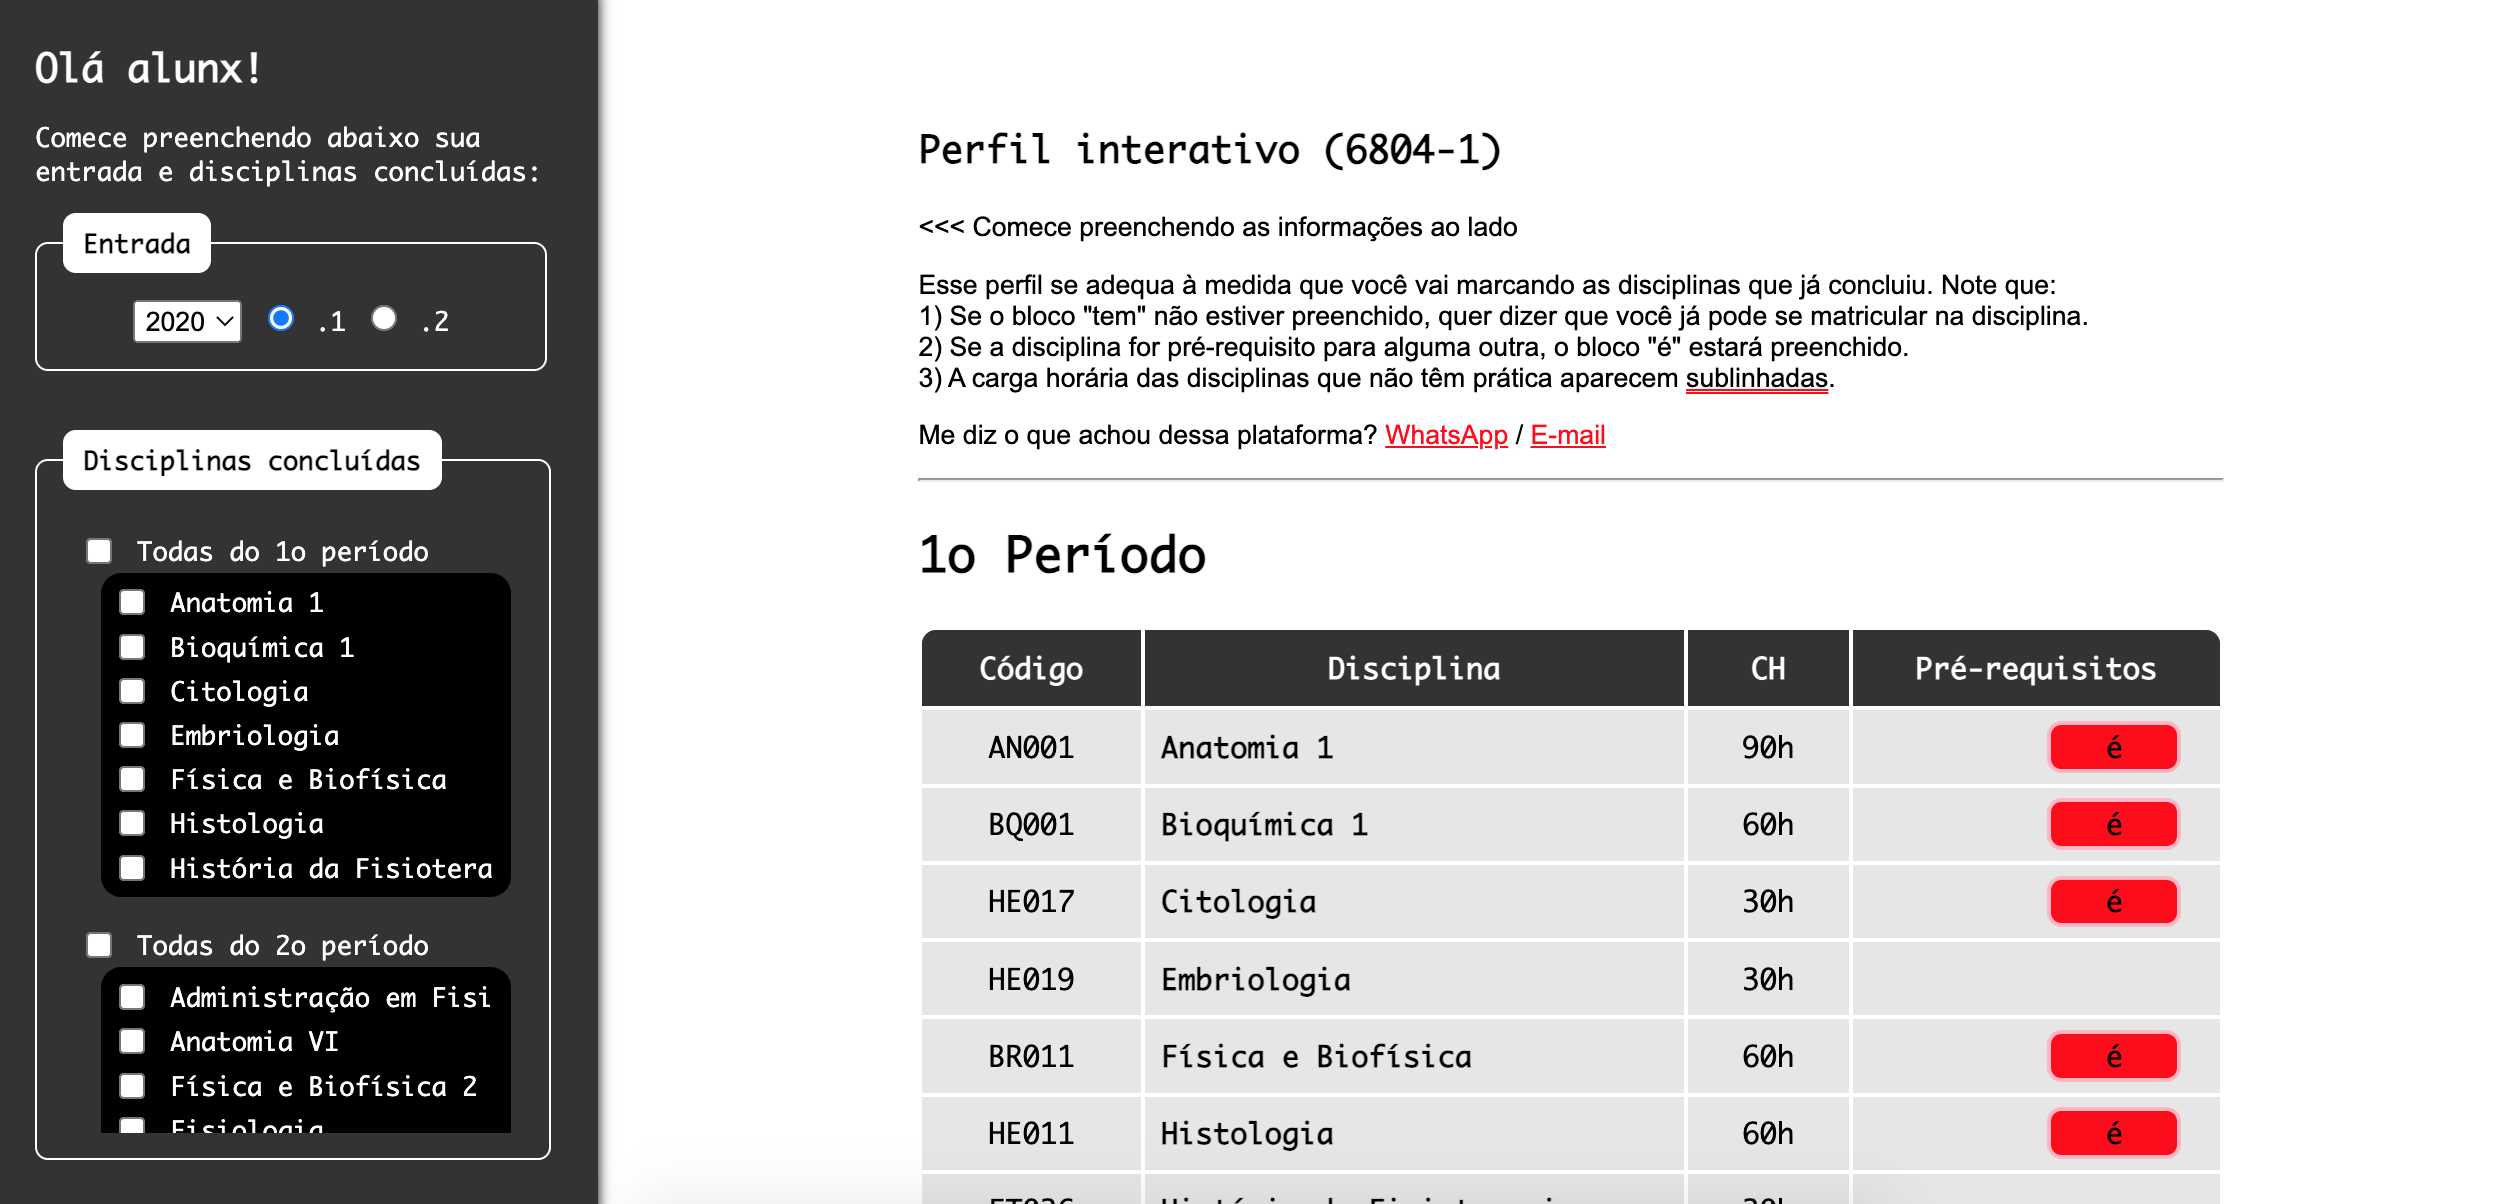 Olá alunx!
Comece preenchendo abaixo sua
entrada e disciplinas concluídas:
Entrada
2020 .1 .2
Disciplinas concluídas
Todas do 1o período
Anatomia 1
Bioquímica 1
Citologia
Embriologia
Física e Biofísica
Histologia
História da Fisiotera
Todas do 2o período
Administração em Fisi
Anatomia VI
Física e Biofísica 2
Fisiologia
Perfil interativo (6804-1)
<<< Comece preenchendo as informações ao lado
Esse perfil se adequa à medida que você vai marcando as disciplinas que já concluiu. Note que:
1) Se o bloco "tem" não estiver preenchido, quer dizer que você já pode se matricular na disciplina.
2) Se a disciplina for pré-requisito para alguma outra, o bloco "é" estará preenchido.
3) A carga horária das disciplinas que não têm prática aparecem sublinhadas.
Me diz o que achou dessa plataforma? WhatsApp / E-mail
1o Período
Código Disciplina CH Pré-requisitos
AN001 Anatomia 1 90h é
BQ001 Bioquímica 1 60h é
HE017 Citologia 30h é
HE019 Embriologia 30h
BR011 Física e Biofísica 60h é
HE011 Histologia 60h é